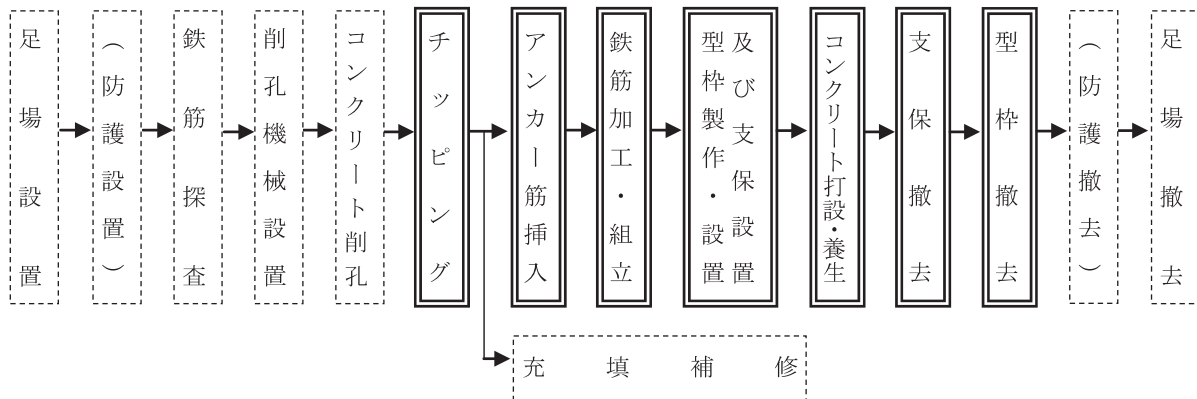 足場設置
(防護設置)
鉄筋探査
削孔機械設置
コンクリート削孔
チッピング
アンカー筋挿入
鉄筋加工・組立
型枠製作・設置
及び支保設置
コンクリート打設・養生
支保撤去
型枠撤去
(防護撤去)
足場撤去
充填補修